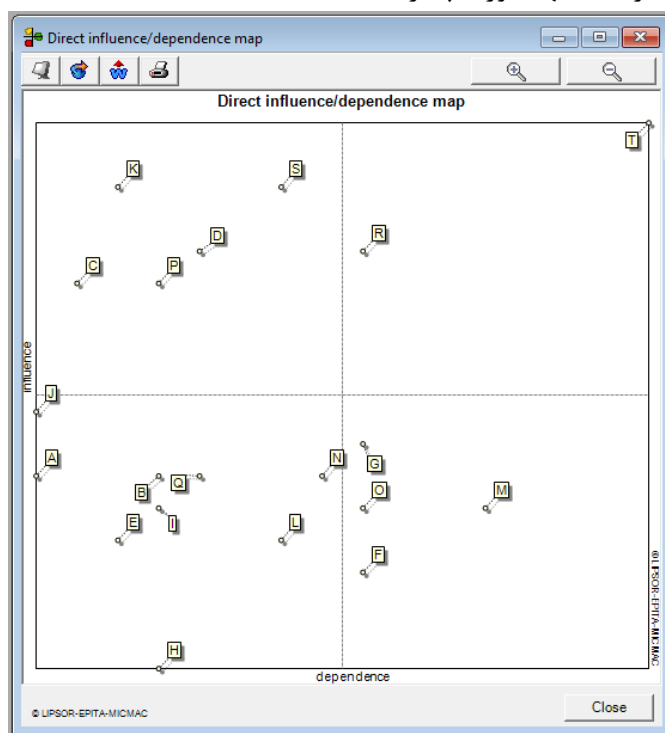 Direct influence/dependence map
Direct influence/dependence map
T
K
S
D
R
C
P
influence
J
A
N
G
B
Q
O
M
E
I
L
F
H
© LIPSOR-EPITA-MICMAC
dependence
© LIPSOR-EPITA-MICMAC
Close